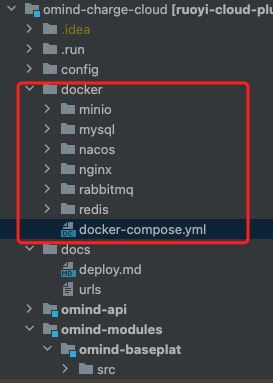 omind-charge-cloud [ruoyi-cloud-plu
.idea
.run
config
docker
minio
mysql
nacos
nginx
rabbitmq
redis
docker-compose.yml
docs
deploy.md
urls
omind-api
omind-modules
omind-baseplat
src